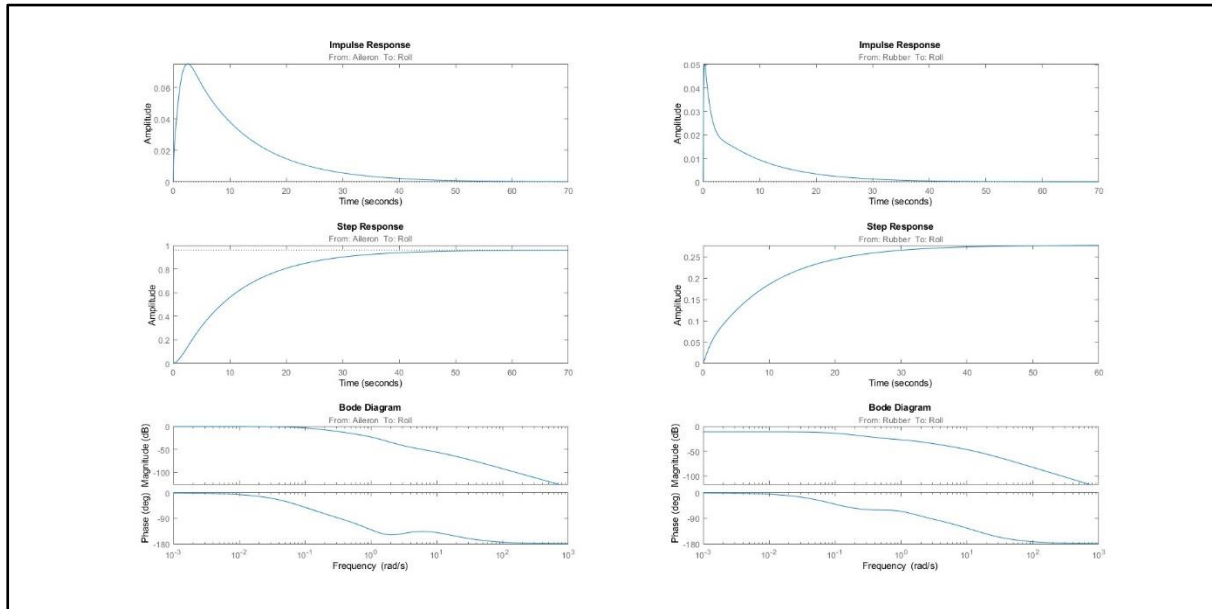 Impulse Response
From: Aileron To: Roll
Amplitude
0.06
0.04
0.02
0
0 10 20 30 40 50 60 70
Time (seconds)
Impulse Response
From: Rubber To: Roll
Amplitude
0.05
0.04
0.03
0.02
0.01
0
0 10 20 30 40 50 60 70
Time (seconds)
Step Response
From: Aileron To: Roll
Amplitude
1
0.8
0.6
0.4
0.2
0
0 10 20 30 40 50 60 70
Time (seconds)
Step Response
From: Rubber To: Roll
Amplitude
0.25
0.2
0.15
0.1
0.05
0
0 10 20 30 40 50 60
Time (seconds)
Bode Diagram
From: Aileron To: Roll
Magnitude (dB)
0
-50
-100
Phase (deg)
0
-90
-180
10^-3 10^-2 10^-1 10^0 10^1 10^2 10^3
Frequency (rad/s)
Bode Diagram
From: Rubber To: Roll
Magnitude (dB)
0
-50
-100
Phase (deg)
0
-90
-180
10^-3 10^-2 10^-1 10^0 10^1 10^2 10^3
Frequency (rad/s)